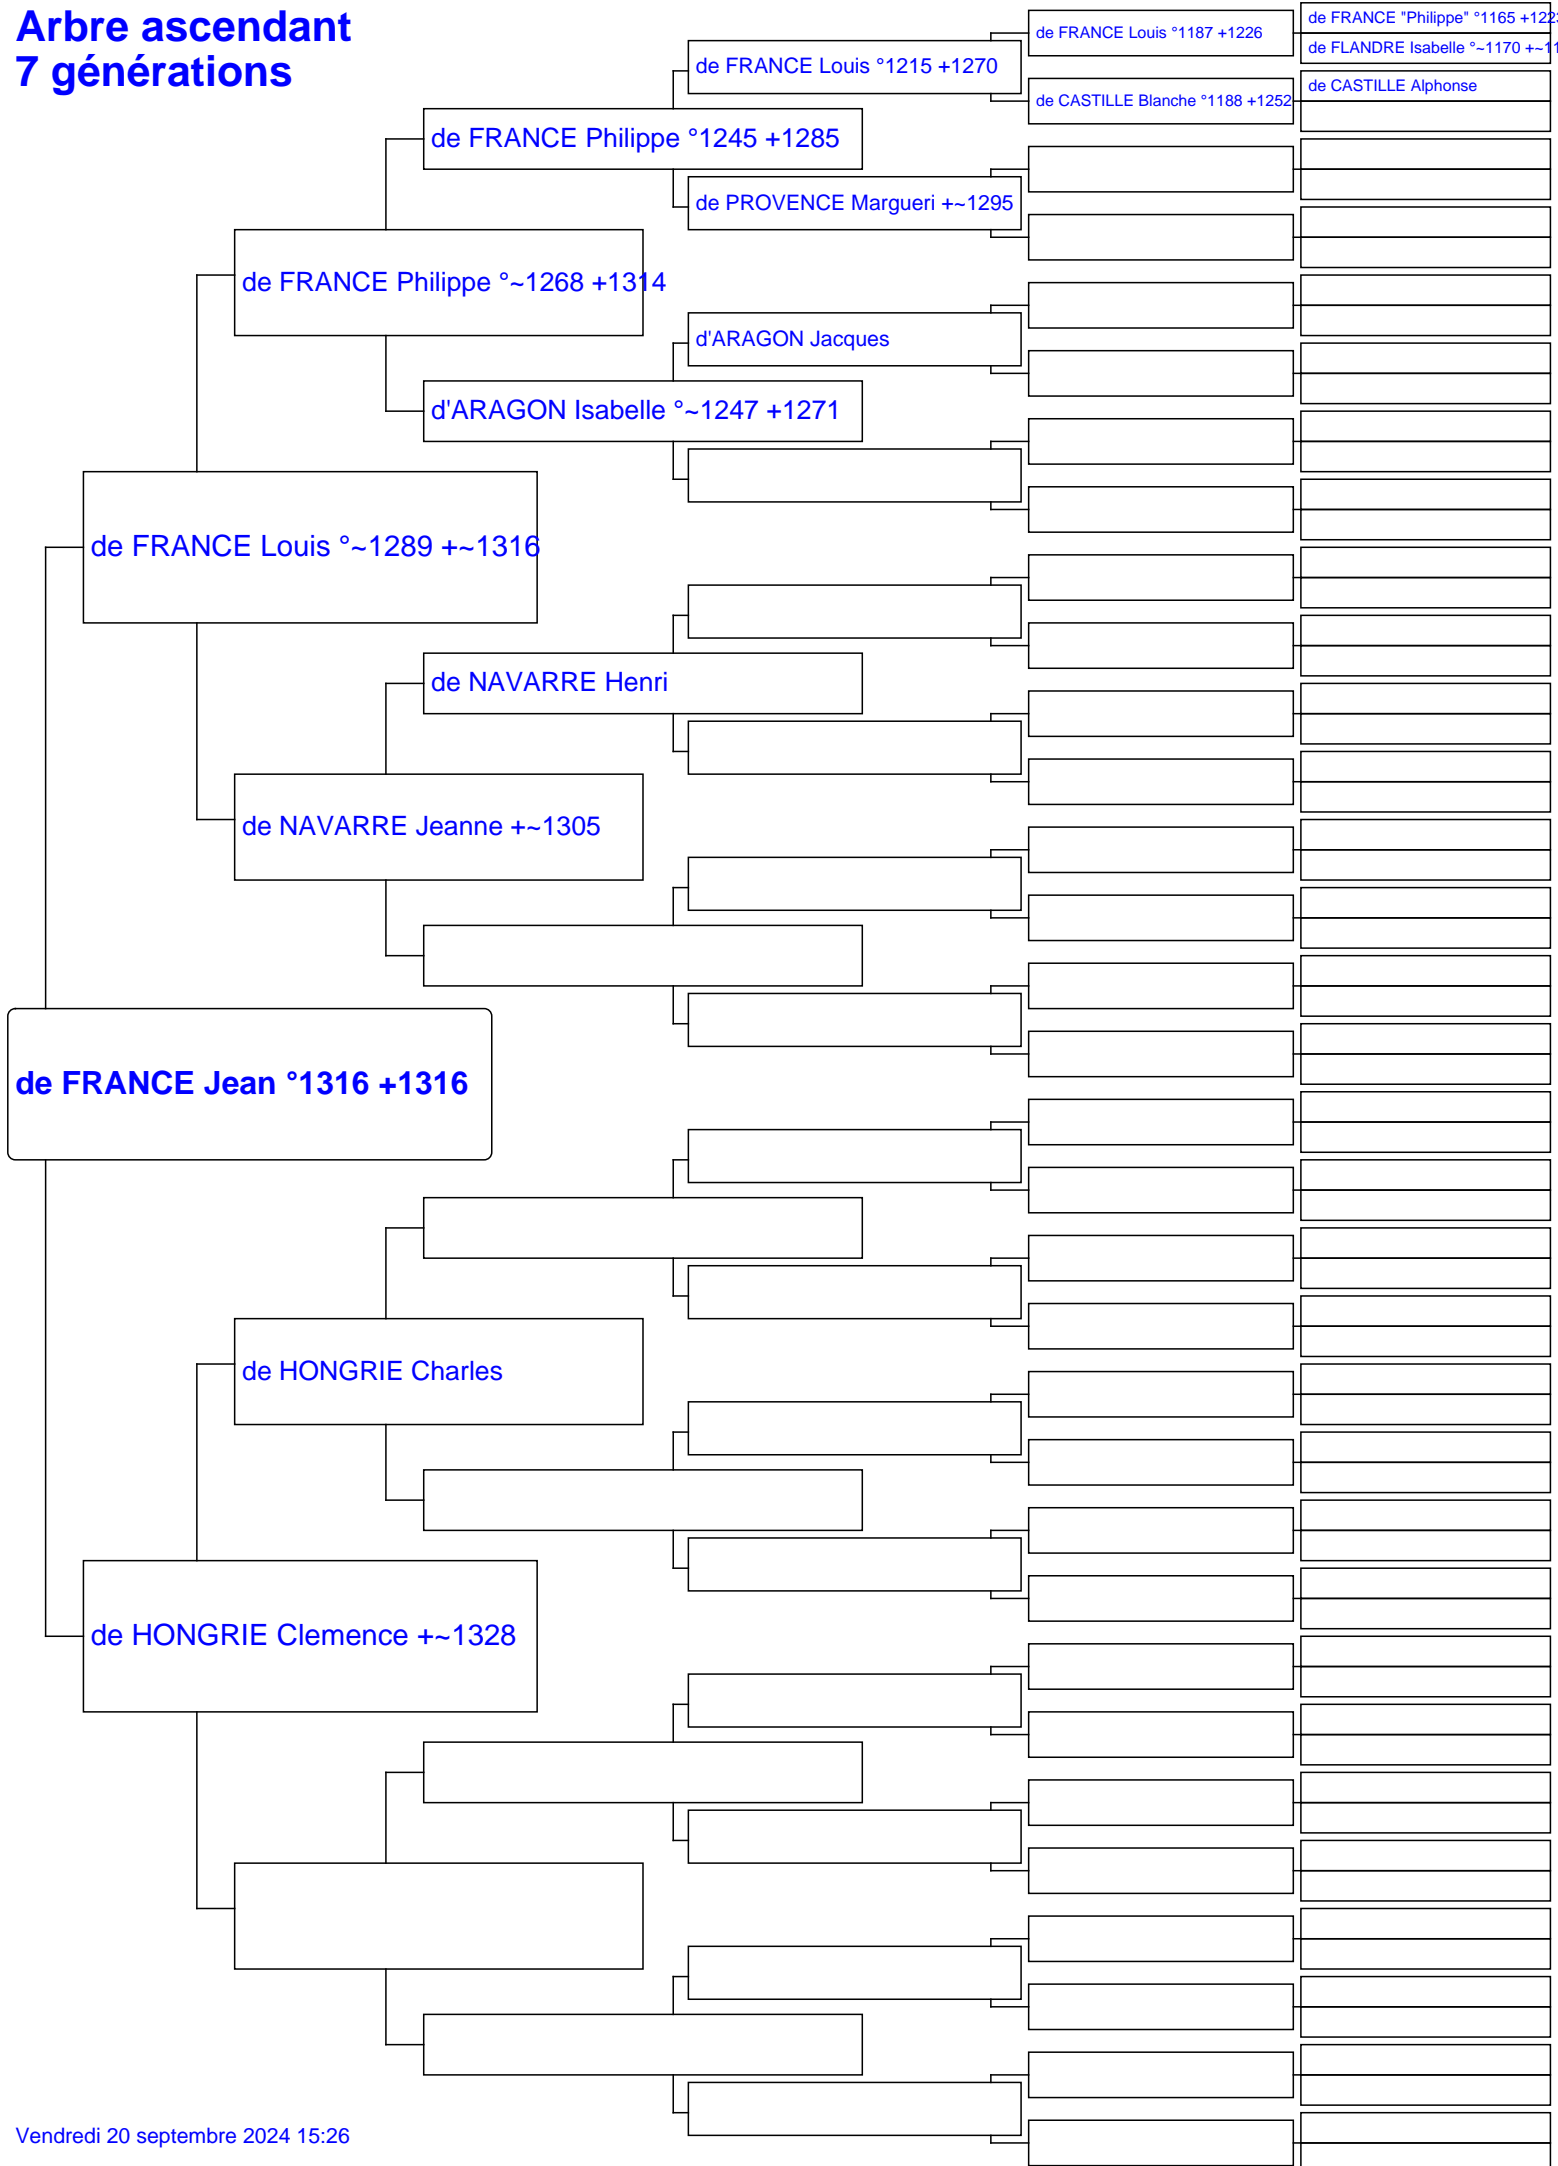 Arbre ascendant
7 générations
de FRANCE Louis °1187 +1226
de FRANCE "Philippe" °1165 +1223
de FLANDRE Isabelle °~1170 +~1
de FRANCE Louis °1215 +1270
de CASTILLE Blanche °1188 +1252
de CASTILLE Alphonse
de FRANCE Philippe °1245 +1285
de PROVENCE Margueri +~1295
de FRANCE Philippe °~1268 +1314
d'ARAGON Jacques
d'ARAGON Isabelle °~1247 +1271
de FRANCE Louis °~1289 +~1316
de NAVARRE Henri
de NAVARRE Jeanne +~1305
de FRANCE Jean °1316 +1316
de HONGRIE Charles
de HONGRIE Clemence +~1328
Vendredi 20 septembre 2024 15:26